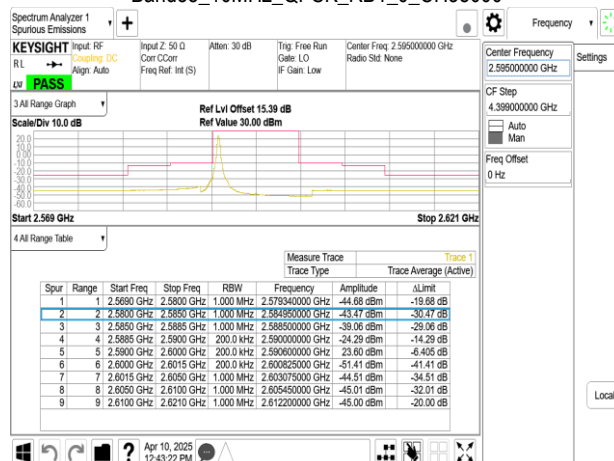 Spectrum Analyzer 1
Spurious Emissions
Frequency
KEYSIGHT
Input: RF
Coupling: DC
Align: Auto
Input Z: 50 Ω
Corr CCorr
Freq Ref: Int (S)
Atten: 30 dB
Trig: Free Run
Gate: LO
IF Gain: Low
Center Freq: 2.595000000 GHz
Radio Std: None
RL
LXI PASS
Center Frequency
2.595000000 GHz
Settings
CF Step
4.399000000 GHz
Auto
Man
Freq Offset
0 Hz
3 All Range Graph
Scale/Div 10.0 dB
Ref Lvl Offset 15.39 dB
Ref Value 30.00 dBm
20.0
10.0
0.00
-10.0
-20.0
-30.0
-40.0
-50.0
-60.0
Start 2.569 GHz
Stop 2.621 GHz
4 All Range Table
Measure Trace Trace 1
Trace Type Trace Average (Active)
Spur Range Start Freq Stop Freq RBW Frequency Amplitude ΔLimit
1 1 2.5690 GHz 2.5800 GHz 1.000 MHz 2.579340000 GHz -44.68 dBm -19.68 dB
2 2 2.5800 GHz 2.5850 GHz 1.000 MHz 2.584950000 GHz -43.47 dBm -30.47 dB
3 3 2.5850 GHz 2.5885 GHz 1.000 MHz 2.588500000 GHz -39.06 dBm -29.06 dB
4 4 2.5885 GHz 2.5900 GHz 200.0 kHz 2.590000000 GHz -24.29 dBm -14.29 dB
5 5 2.5900 GHz 2.6000 GHz 200.0 kHz 2.590600000 GHz 23.60 dBm -6.405 dB
6 6 2.6000 GHz 2.6015 GHz 200.0 kHz 2.600825000 GHz -51.41 dBm -41.41 dB
7 7 2.6015 GHz 2.6050 GHz 1.000 MHz 2.603075000 GHz -44.51 dBm -34.51 dB
8 8 2.6050 GHz 2.6100 GHz 1.000 MHz 2.605450000 GHz -45.01 dBm -32.01 dB
9 9 2.6100 GHz 2.6210 GHz 1.000 MHz 2.612200000 GHz -45.00 dBm -20.00 dB
Local
Apr 10, 2025
12:43:22 PM